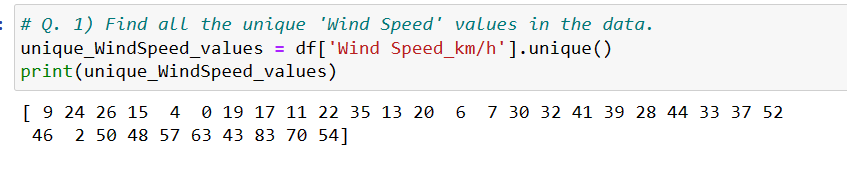 :
# Q. 1) Find all the unique 'Wind Speed' values in the data.
unique_WindSpeed_values = df['Wind Speed_km/h'].unique()
print(unique_WindSpeed_values)
[ 9 24 26 15  4  0 19 17 11 22 35 13 20  6  7 30 32 41 39 28 44 33 37 52
 46  2 50 48 57 63 43 83 70 54]